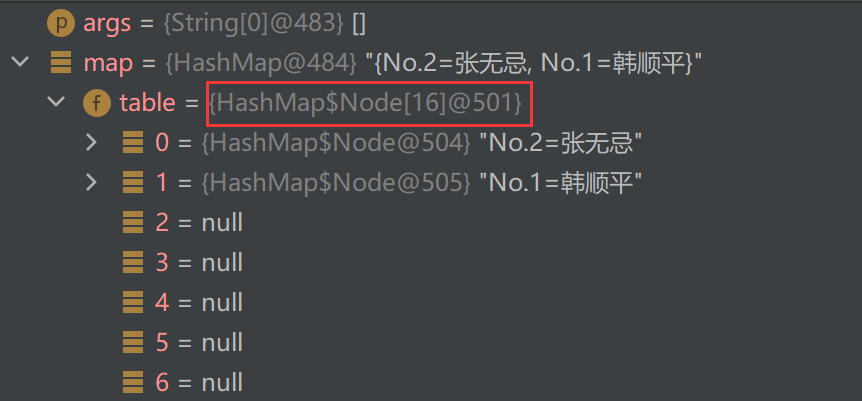 p args = {String[0]@483} []
map = {HashMap@484} "{No.2=张无忌, No.1=韩顺平}"
f table = {HashMap$Node[16]@501}
0 = {HashMap$Node@504} "No.2=张无忌"
1 = {HashMap$Node@505} "No.1=韩顺平"
2 = null
3 = null
4 = null
5 = null
6 = null